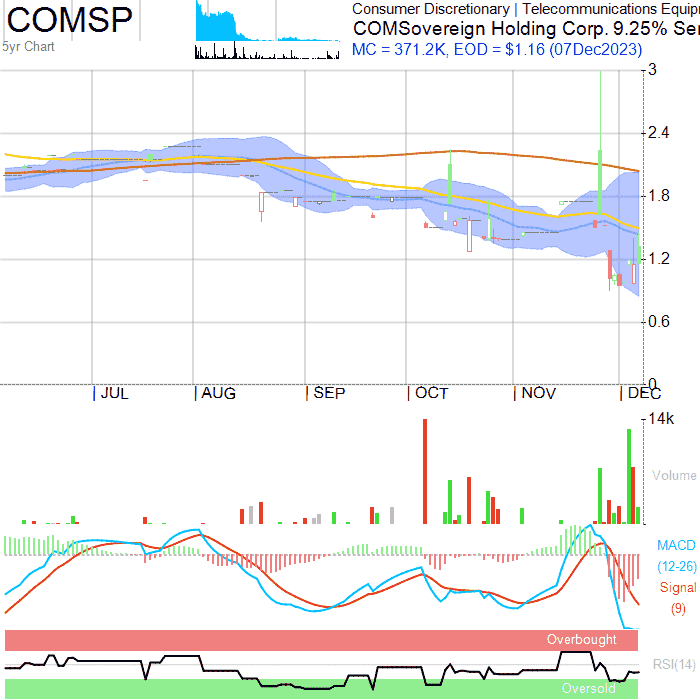 COMSP
5yr Chart
Consumer Discretionary | Telecommunications Equip
COMSovereign Holding Corp. 9.25% Ser
MC = 371.2K, EOD = $1.16 (07Dec2023)
3
2.4
1.8
1.2
0.6
0
JUL
AUG
SEP
OCT
NOV
DEC
14k
Volume
MACD
(12-26)
Signal
(9)
Overbought
RSI(14)
Oversold